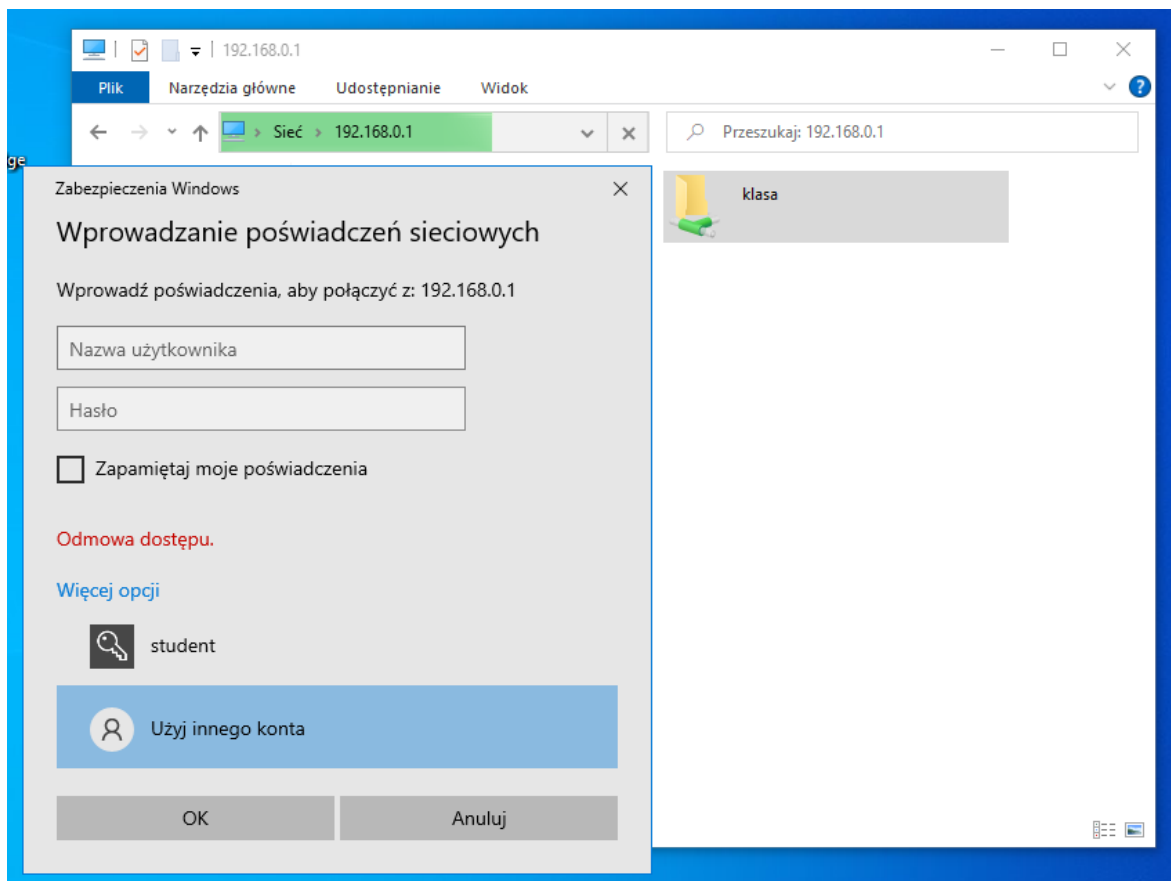 192.168.0.1
Plik Narzędzia główne Udostępnianie Widok
Sieć 192.168.0.1
Przeszukaj: 192.168.0.1
ge
klasa
Zabezpieczenia Windows
Wprowadzanie poświadczeń sieciowych
Wprowadź poświadczenia, aby połączyć z: 192.168.0.1
Nazwa użytkownika
Hasło
Zapamiętaj moje poświadczenia
Odmowa dostępu.
Więcej opcji
student
Użyj innego konta
OK Anuluj